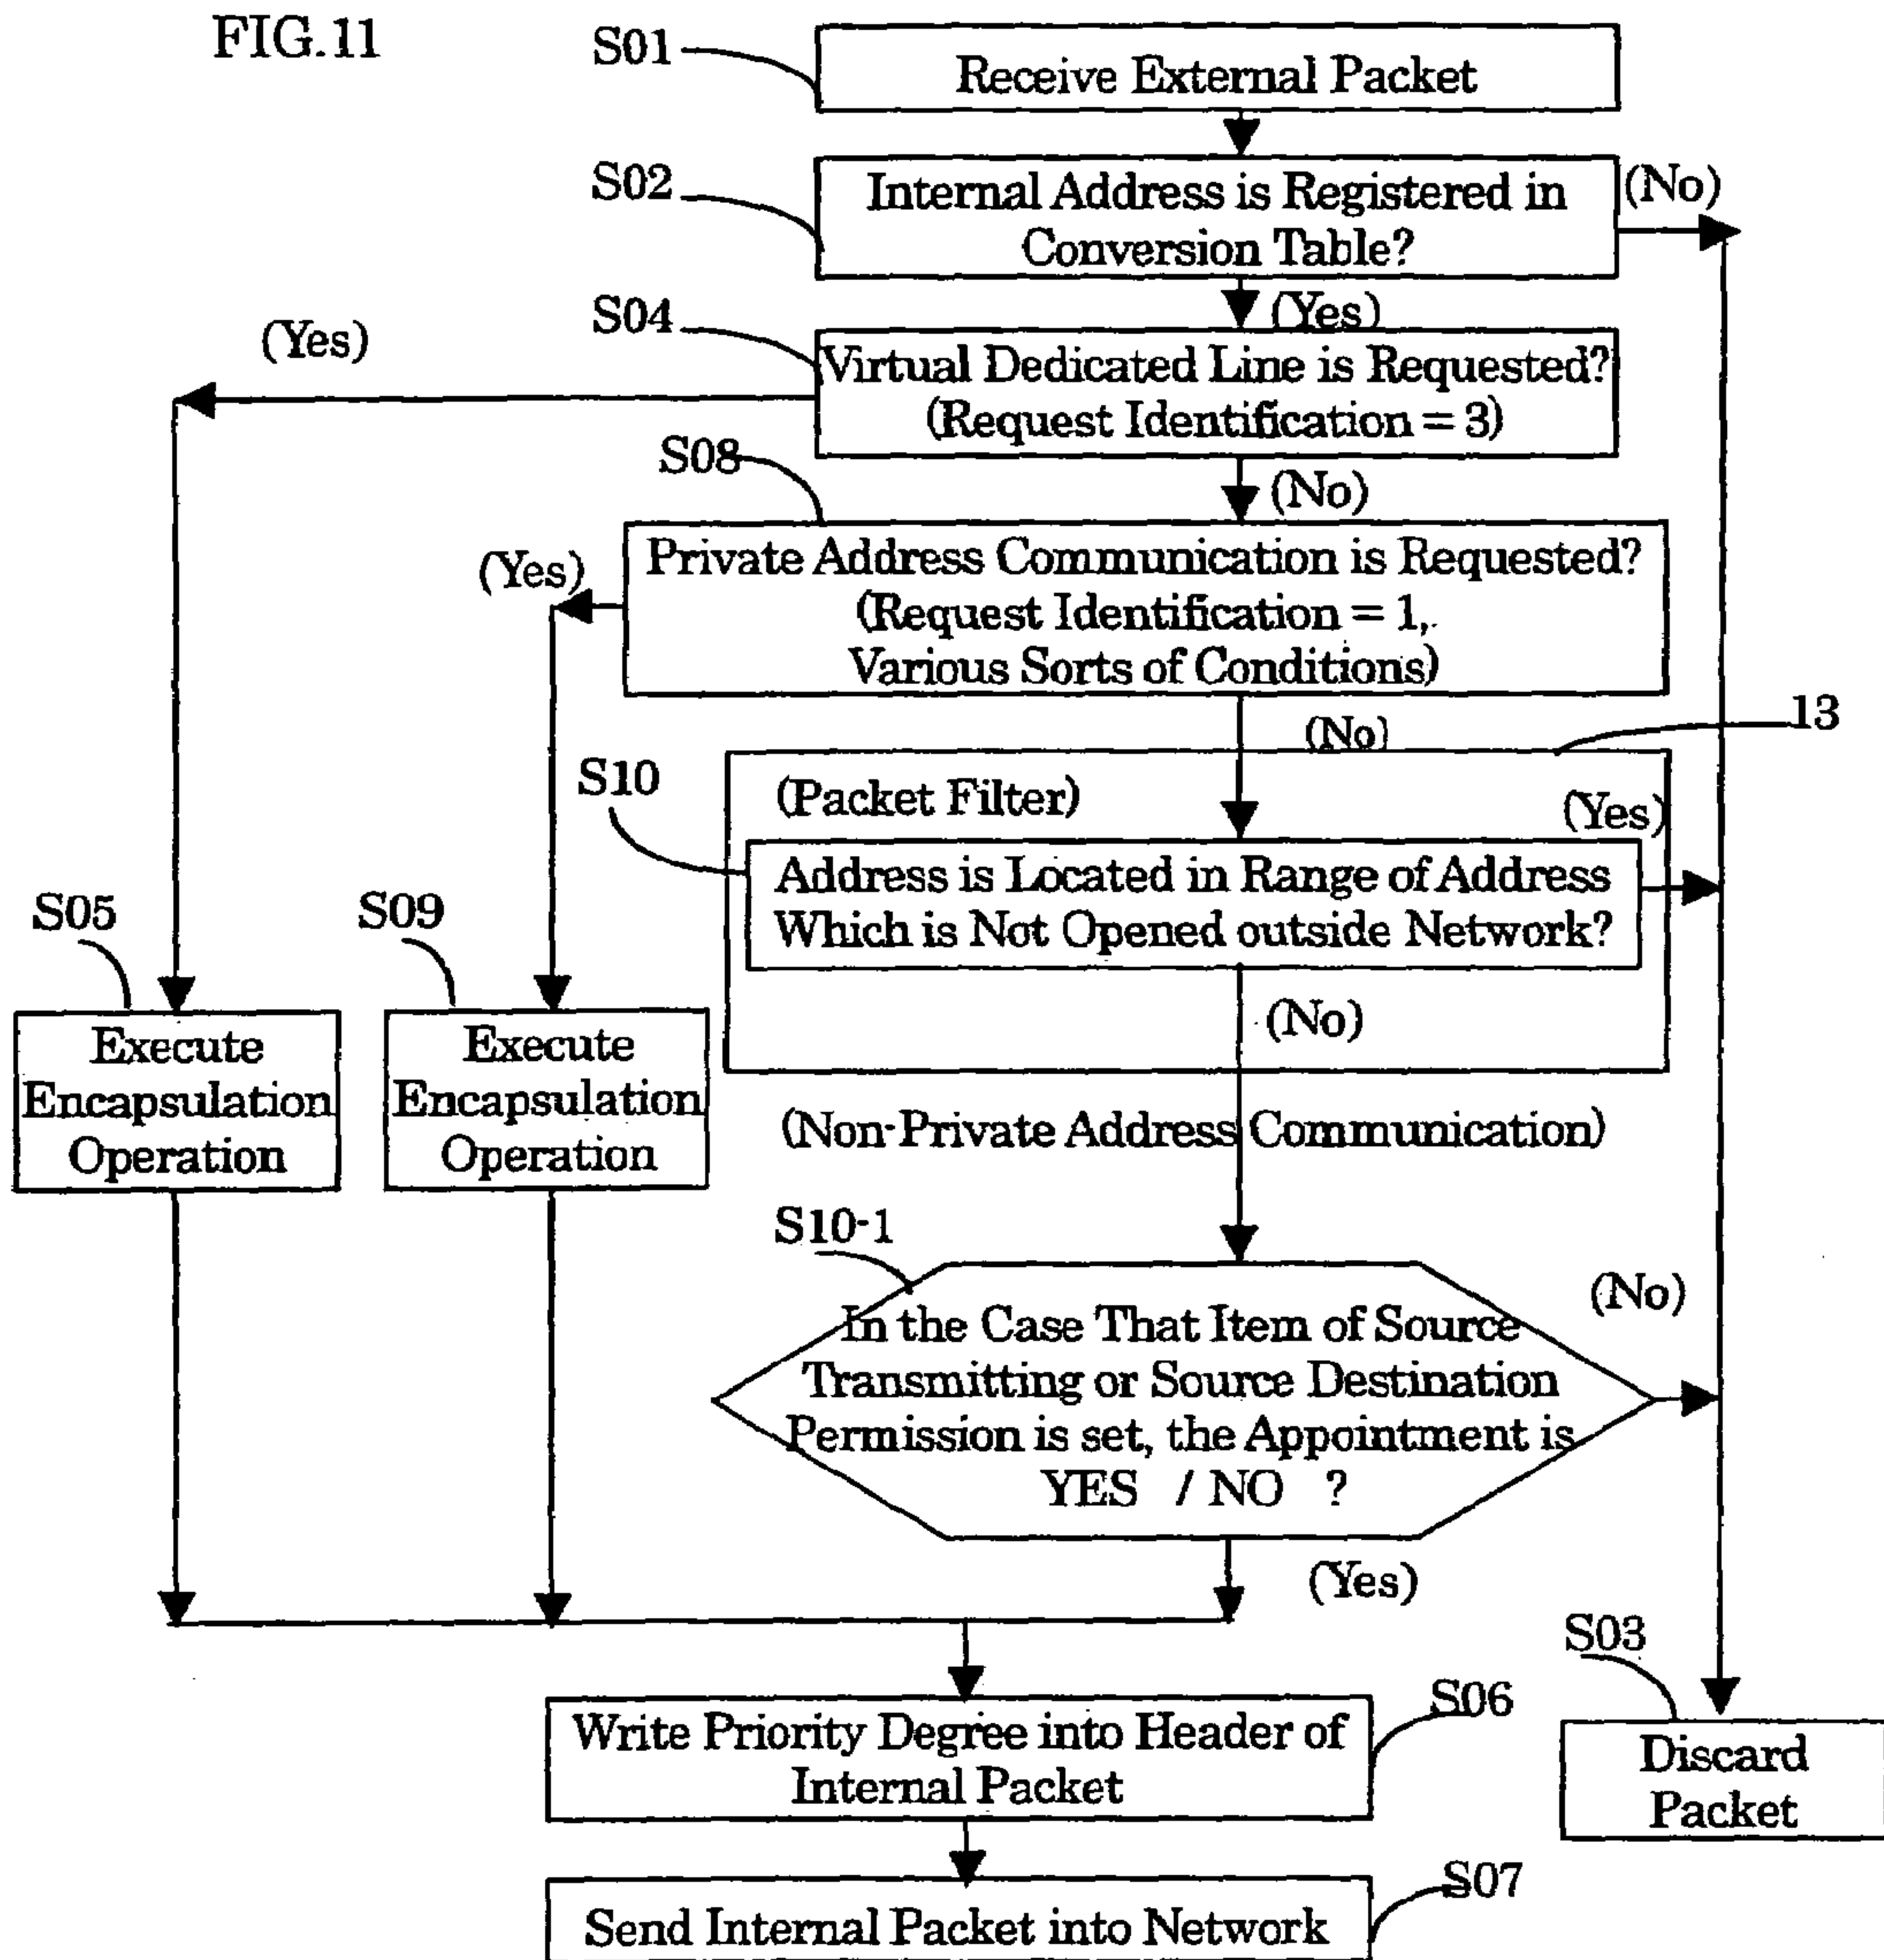 FIG.11
S01
Receive External Packet
S02
Internal Address is Registered in
Conversion Table?
(No)
(Yes)
S04
(Yes)
Virtual Dedicated Line is Requested?
(Request Identification = 3)
(No)
S08
(Yes)
Private Address Communication is Requested?
(Request Identification = 1,
Various Sorts of Conditions)
(No)
13
S10
(Packet Filter)
(Yes)
Address is Located in Range of Address
Which is Not Opened outside Network?
(No)
S05
Execute
Encapsulation
Operation
S09
Execute
Encapsulation
Operation
(Non-Private Address Communication)
S10-1
(No)
In the Case That Item of Source
Transmitting or Source Destination
Permission is set, the Appointment is
YES / NO ?
(Yes)
S03
Discard
Packet
S06
Write Priority Degree into Header of
Internal Packet
S07
Send Internal Packet into Network